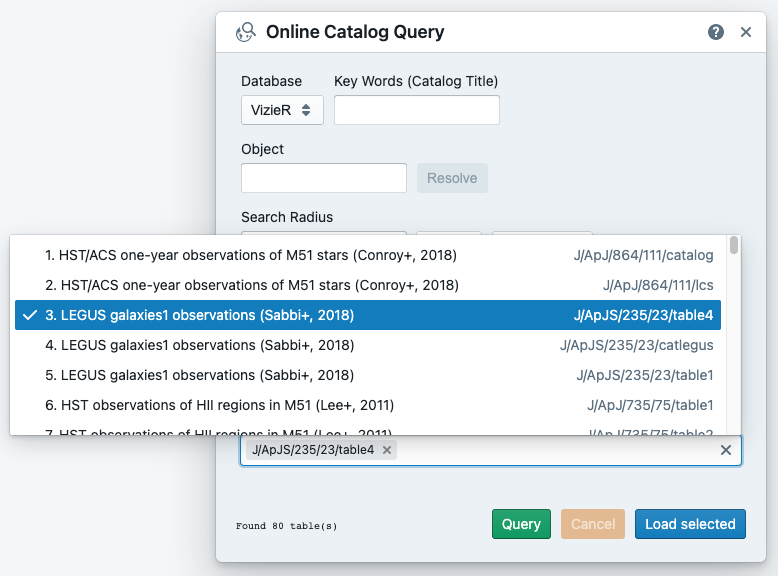 Online Catalog Query
Database Key Words (Catalog Title)
VizieR
Object
Resolve
Search Radius
1. HST/ACS one-year observations of M51 stars (Conroy+, 2018) J/ApJ/864/111/catalog
2. HST/ACS one-year observations of M51 stars (Conroy+, 2018) J/ApJ/864/111/lcs
3. LEGUS galaxies1 observations (Sabbi+, 2018) J/ApJS/235/23/table4
4. LEGUS galaxies1 observations (Sabbi+, 2018) J/ApJS/235/23/catlegus
5. LEGUS galaxies1 observations (Sabbi+, 2018) J/ApJS/235/23/table1
6. HST observations of HII regions in M51 (Lee+, 2011) J/ApJ/735/75/table1
7. HST observations of HII regions in M51 (Lee+, 2011) J/ApJ/735/75/table2
J/ApJS/235/23/table4
Found 80 table(s) Query Cancel Load selected